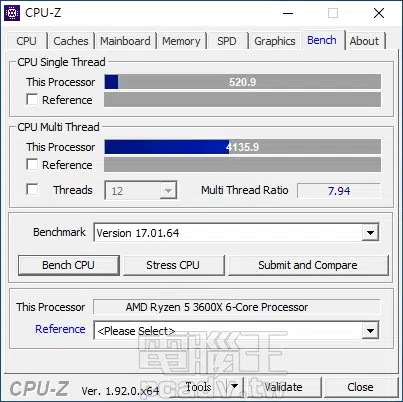 CPU-Z
CPU Caches Mainboard Memory SPD Graphics Bench About
CPU Single Thread
This Processor 520.9
Reference
CPU Multi Thread
This Processor 4135.9
Reference
Threads 12 Multi Thread Ratio 7.94
Benchmark Version 17.01.64
Bench CPU Stress CPU Submit and Compare
This Processor AMD Ryzen 5 3600X 6-Core Processor
Reference <Please Select>
電腦王
pcadv.tw
CPU-Z Ver. 1.92.0.x64 Tools Validate Close